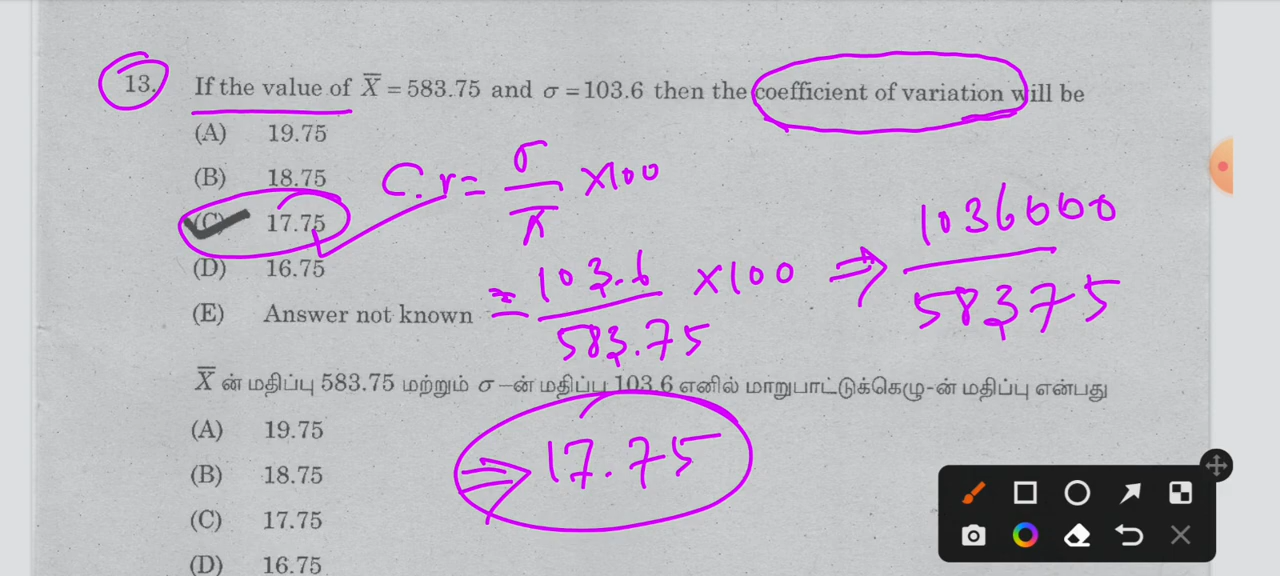 13. If the value of X̅ = 583.75 and σ = 103.6 then the coefficient of variation will be
(A) 19.75
(B) 18.75
(C) 17.75
(D) 16.75
(E) Answer not known
C.V = σ / x̅ ×100
= 103.6 / 583.75 ×100 ⇒ 1036000 / 58375
X̅ ன் மதிப்பு 583.75 மற்றும் σ –ன் மதிப்பு 103.6 எனில் மாறுபாட்டுக்கெழு-ன் மதிப்பு என்பது
⇒ 17.75
(A) 19.75
(B) 18.75
(C) 17.75
(D) 16.75